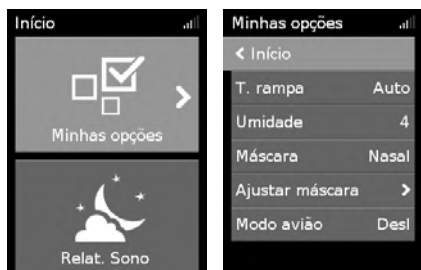 Início
Minhas opções
Relat. Sono
Minhas opções
< Início
T. rampa Auto
Umidade 4
Máscara Nasal
Ajustar máscara >
Modo avião Desl